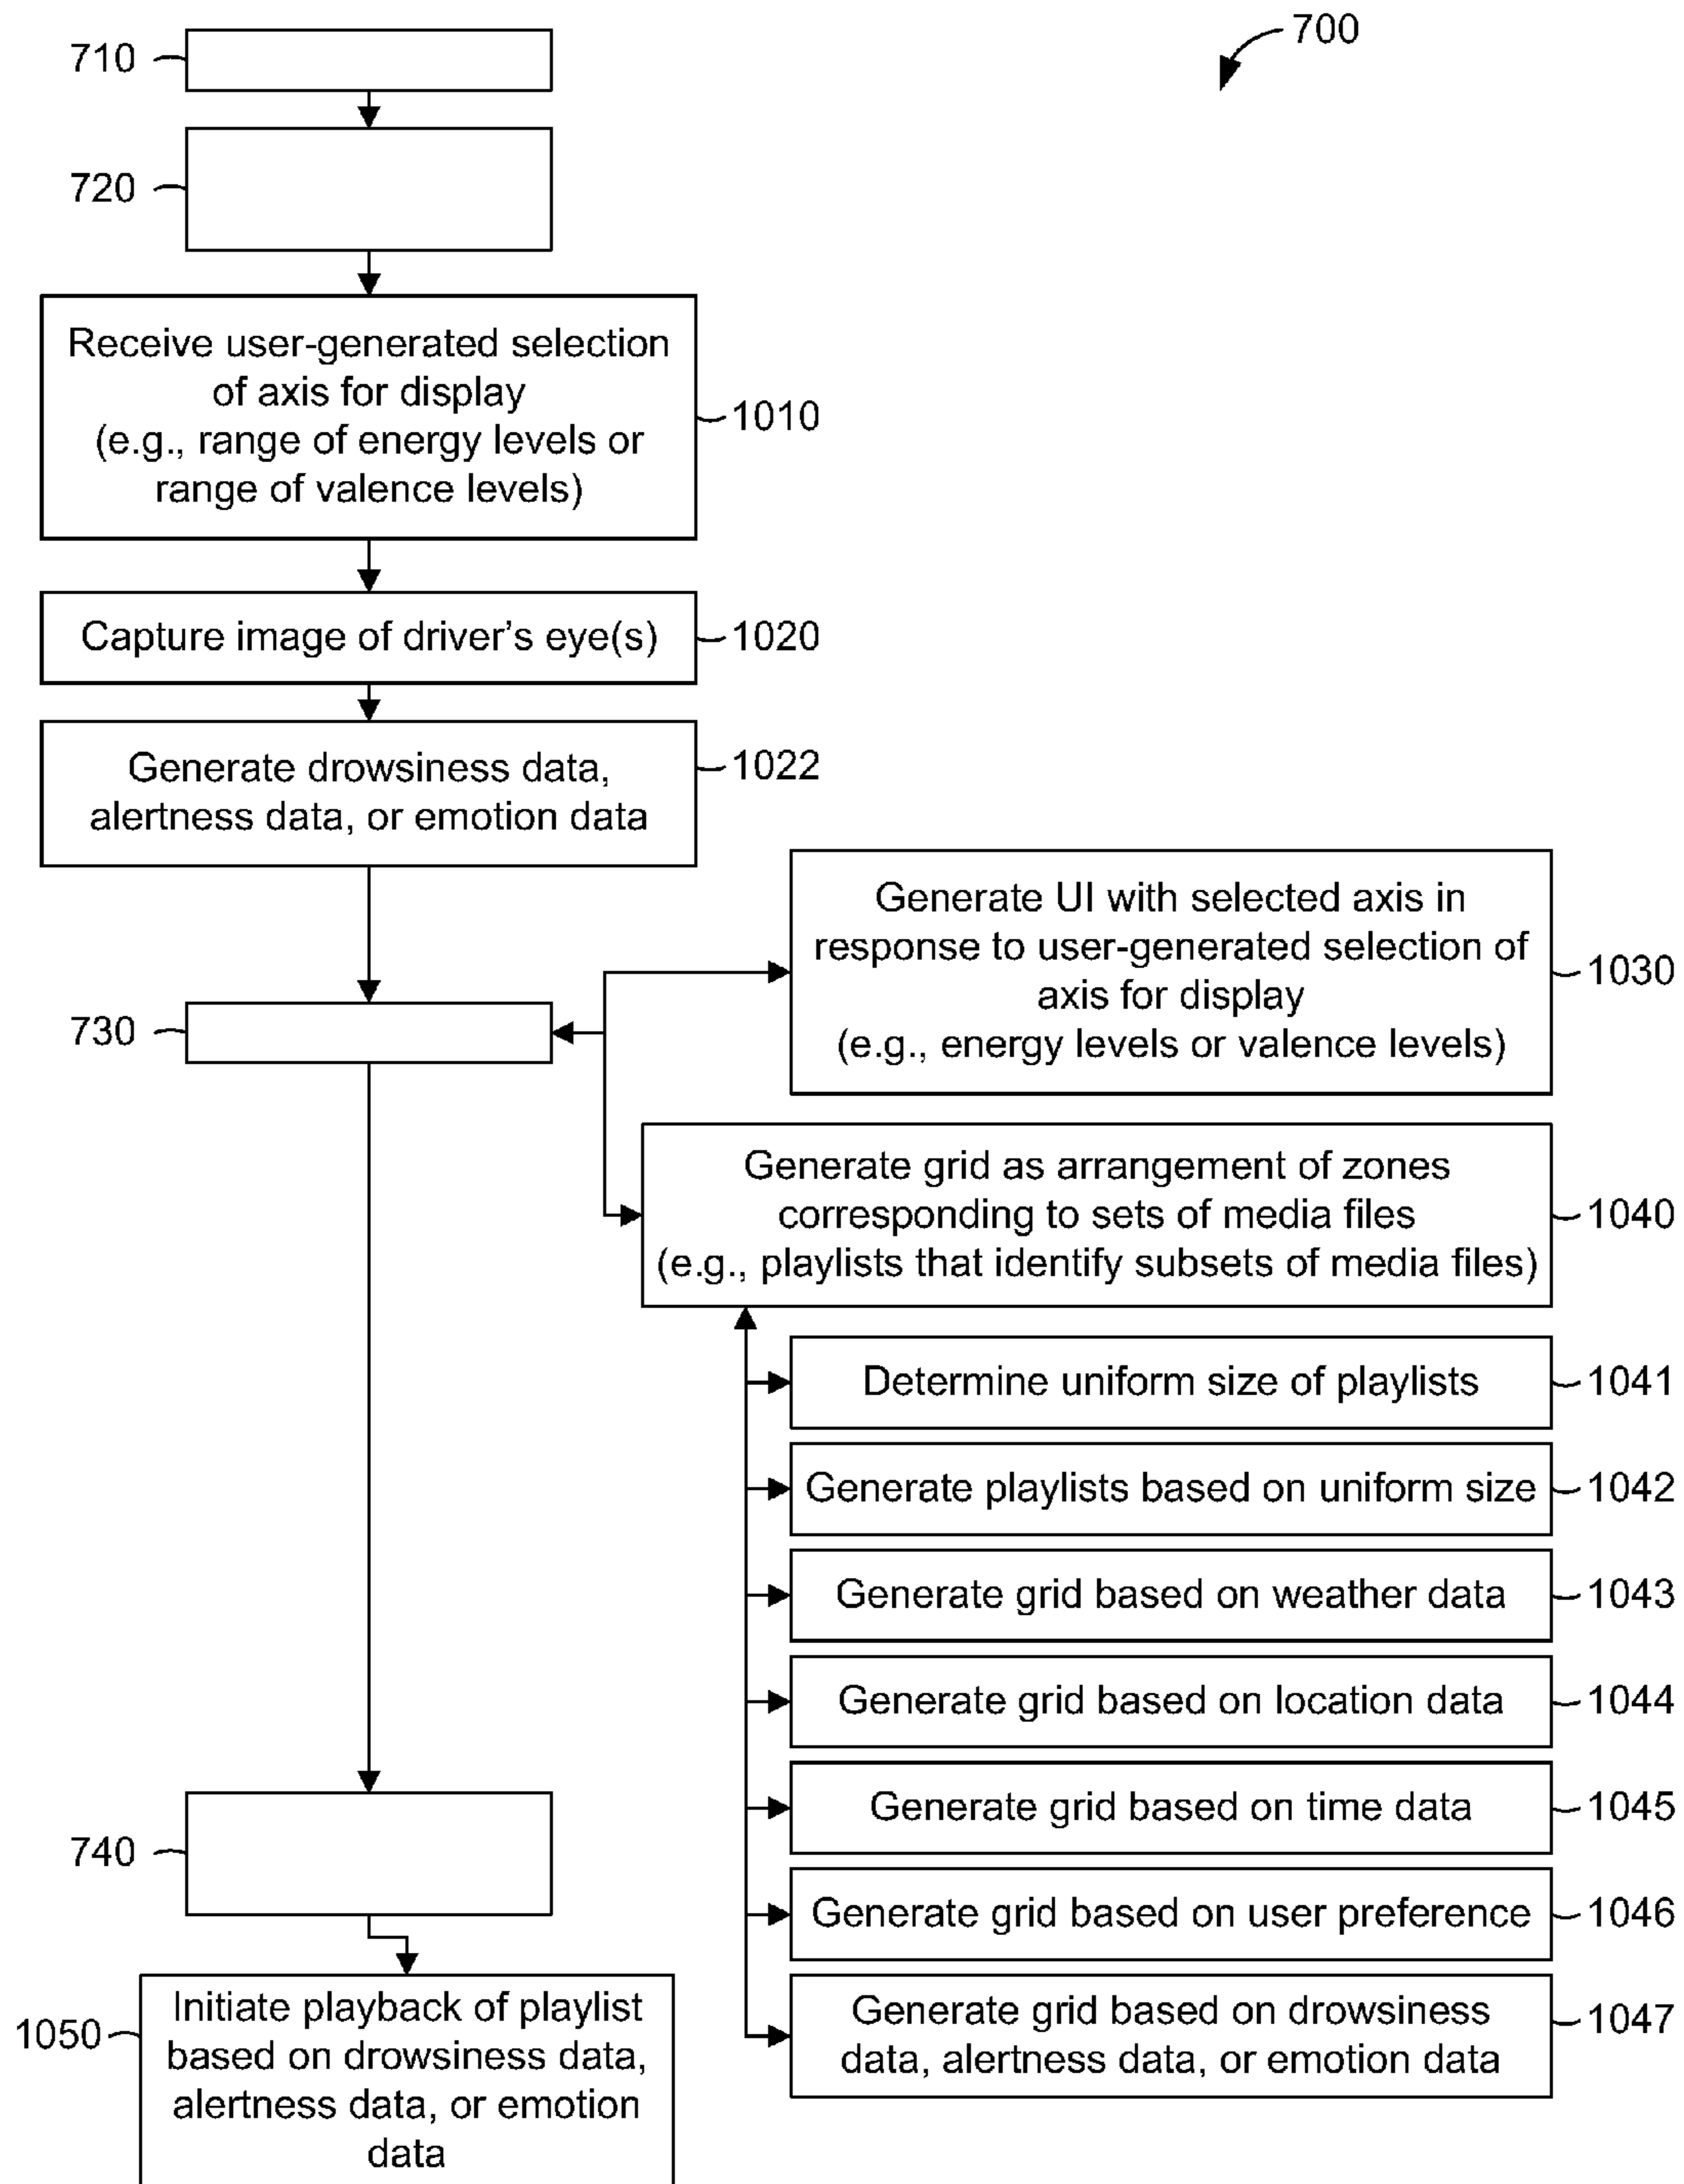 700
710
720
Receive user-generated selection
of axis for display
(e.g., range of energy levels or
range of valence levels)
1010
Capture image of driver's eye(s)
1020
Generate drowsiness data,
alertness data, or emotion data
1022
730
Generate UI with selected axis in
response to user-generated selection of
axis for display
(e.g., energy levels or valence levels)
1030
Generate grid as arrangement of zones
corresponding to sets of media files
(e.g., playlists that identify subsets of media files)
1040
Determine uniform size of playlists
1041
Generate playlists based on uniform size
1042
Generate grid based on weather data
1043
Generate grid based on location data
1044
Generate grid based on time data
1045
Generate grid based on user preference
1046
Generate grid based on drowsiness
data, alertness data, or emotion data
1047
740
1050
Initiate playback of playlist
based on drowsiness data,
alertness data, or emotion
data